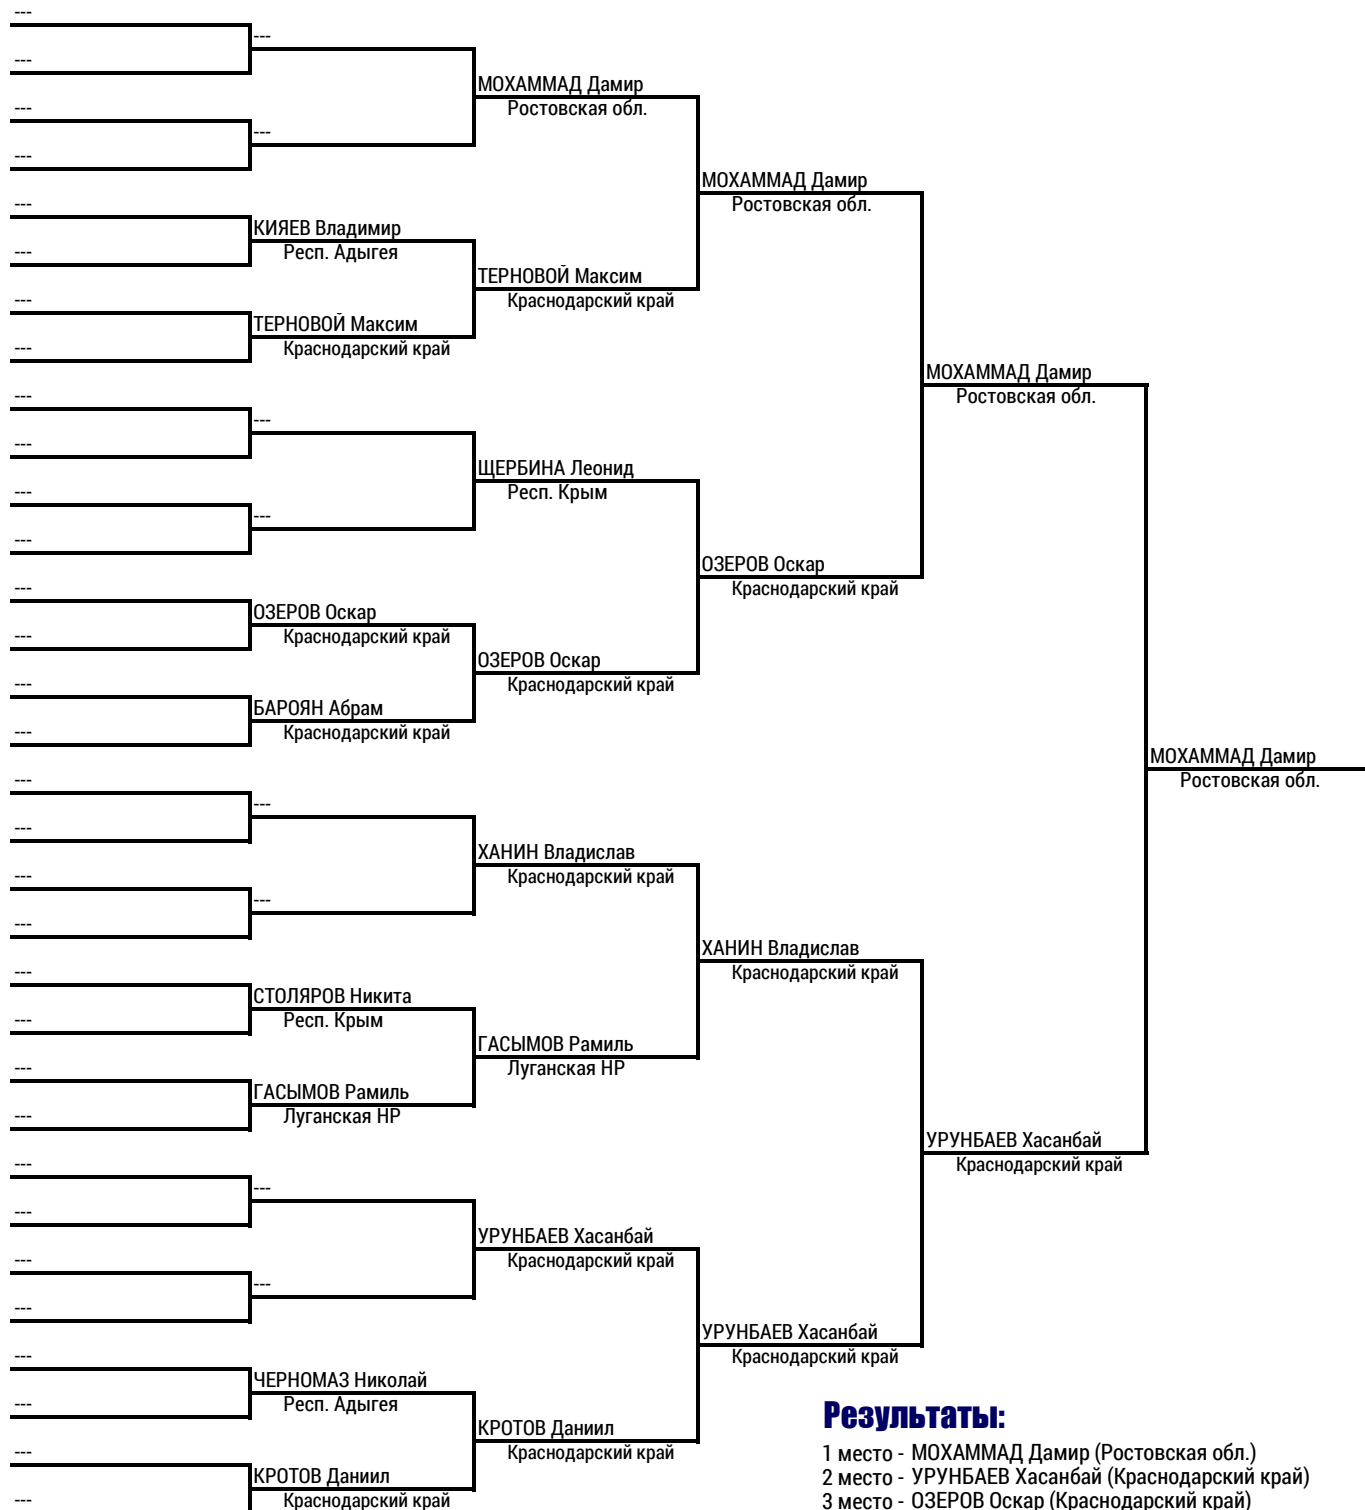 ---
---
---
МОХАММАД Дамир
Ростовская обл.
---
---
---
МОХАММАД Дамир
Ростовская обл.
---
КИЯЕВ Владимир
Респ. Адыгея
---
ТЕРНОВОЙ Максим
Краснодарский край
---
ТЕРНОВОЙ Максим
Краснодарский край
---
МОХАММАД Дамир
Ростовская обл.
---
---
---
ЩЕРБИНА Леонид
Респ. Крым
---
---
---
ОЗЕРОВ Оскар
Краснодарский край
---
ОЗЕРОВ Оскар
Краснодарский край
---
ОЗЕРОВ Оскар
Краснодарский край
---
БАРОЯН Абрам
Краснодарский край
---
МОХАММАД Дамир
Ростовская обл.
---
---
---
ХАНИН Владислав
Краснодарский край
---
---
---
ХАНИН Владислав
Краснодарский край
---
СТОЛЯРОВ Никита
Респ. Крым
---
ГАСЫМОВ Рамиль
Луганская НР
---
ГАСЫМОВ Рамиль
Луганская НР
---
УРУНБАЕВ Хасанбай
Краснодарский край
---
---
---
УРУНБАЕВ Хасанбай
Краснодарский край
---
---
---
УРУНБАЕВ Хасанбай
Краснодарский край
---
ЧЕРНОМАЗ Николай
Респ. Адыгея
---
КРОТОВ Даниил
Краснодарский край
---
КРОТОВ Даниил
Краснодарский край
---
Результаты:
1 место - МОХАММАД Дамир (Ростовская обл.)
2 место - УРУНБАЕВ Хасанбай (Краснодарский край)
3 место - ОЗЕРОВ Оскар (Краснодарский край)